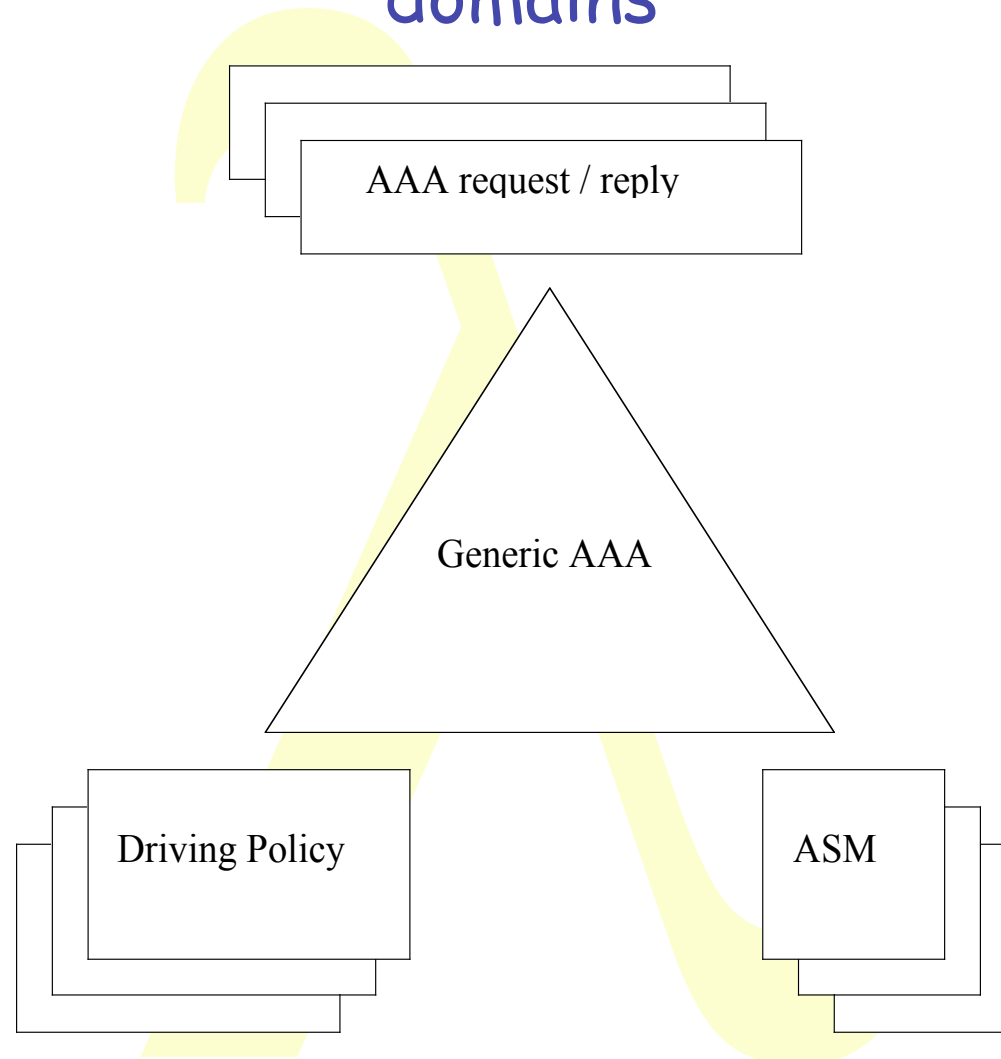 domains
AAA request / reply
Generic AAA
Driving Policy
ASM